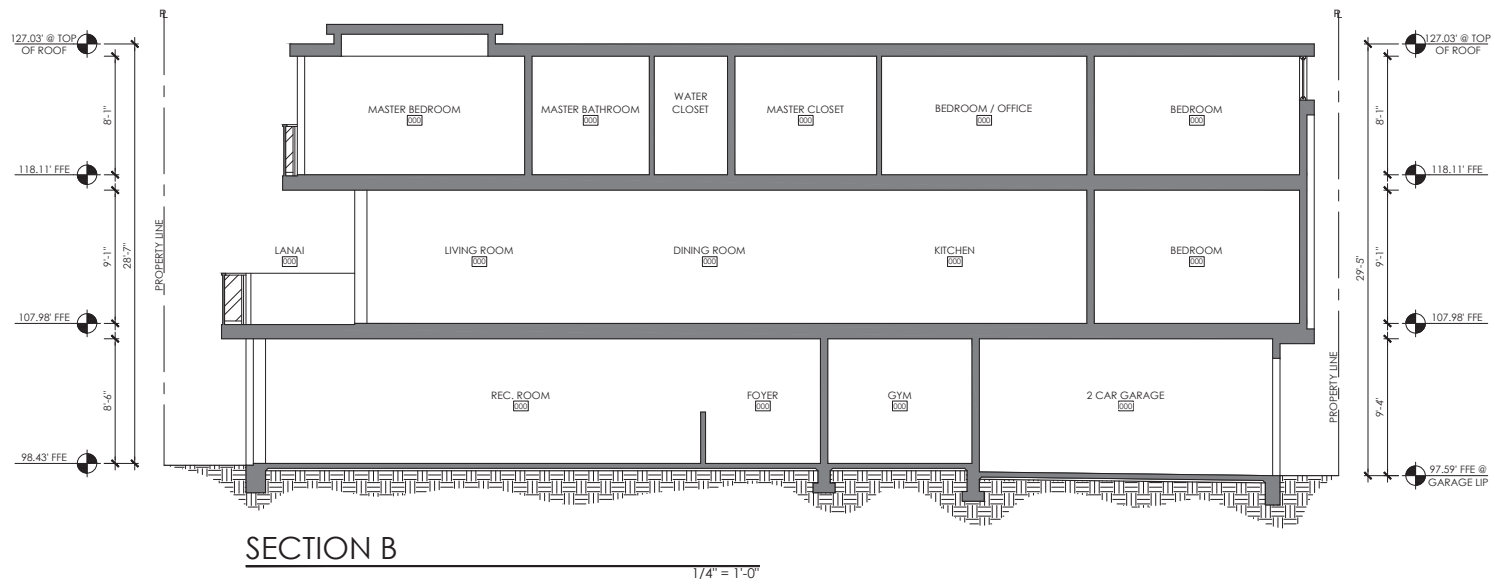 PL
PL
127.03' @ TOP
OF ROOF
127.03' @ TOP
OF ROOF
MASTER BEDROOM
000
MASTER BATHROOM
000
WATER
CLOSET
MASTER CLOSET
000
BEDROOM / OFFICE
000
BEDROOM
000
8'-1"
8'-1"
118.11' FFE
118.11' FFE
PROPERTY LINE
9'-1"
28'-7"
LANAI
000
LIVING ROOM
000
DINING ROOM
000
KITCHEN
000
BEDROOM
000
29'-5"
9'-1"
107.98' FFE
107.98' FFE
8'-6"
REC. ROOM
000
FOYER
000
GYM
000
2 CAR GARAGE
000
PROPERTY LINE
9'-4"
98.43' FFE
97.59' FFE @
GARAGE LIP
SECTION B
1/4" = 1'-0"